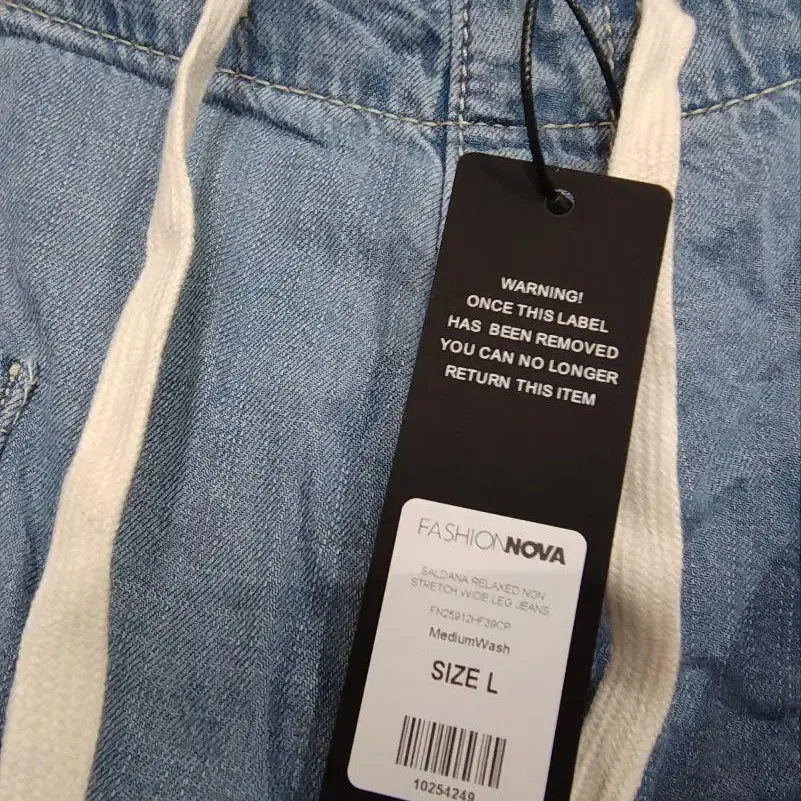 WARNING!
ONCE THIS LABEL
HAS BEEN REMOVED
YOU CAN NO LONGER
RETURN THIS ITEM
FASHIONNOVA
SALDANA RELAXED NON
STRETCH WIDE LEG JEANS
FN25912HF39CP
MediumWash
SIZE L
10254249